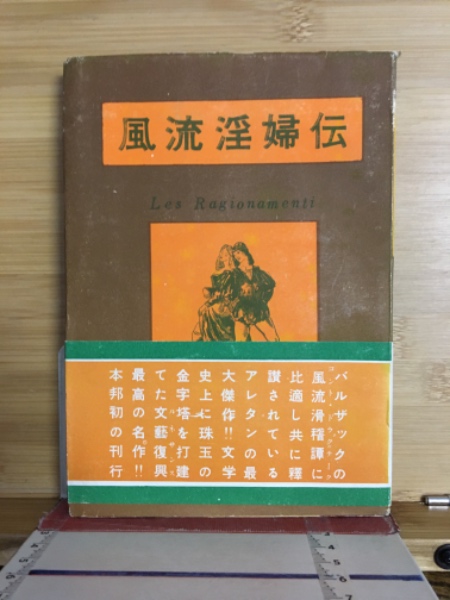 風流淫婦伝
Les Ragionamenti
バルザックの
風流滑稽譚に
比適し共に稱
讃されている
アレタンの最
大傑作!!文学
史上に珠玉の
金字塔を打建
てた文藝復興
最高の名作!!
本邦初の刊行